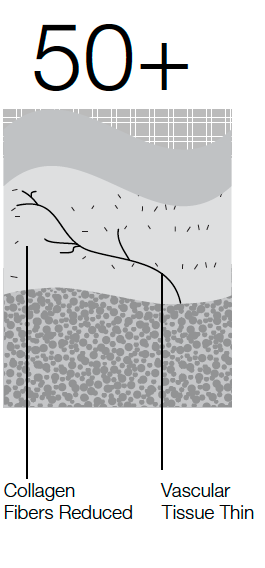 50+
Collagen
Fibers Reduced
Vascular
Tissue Thin